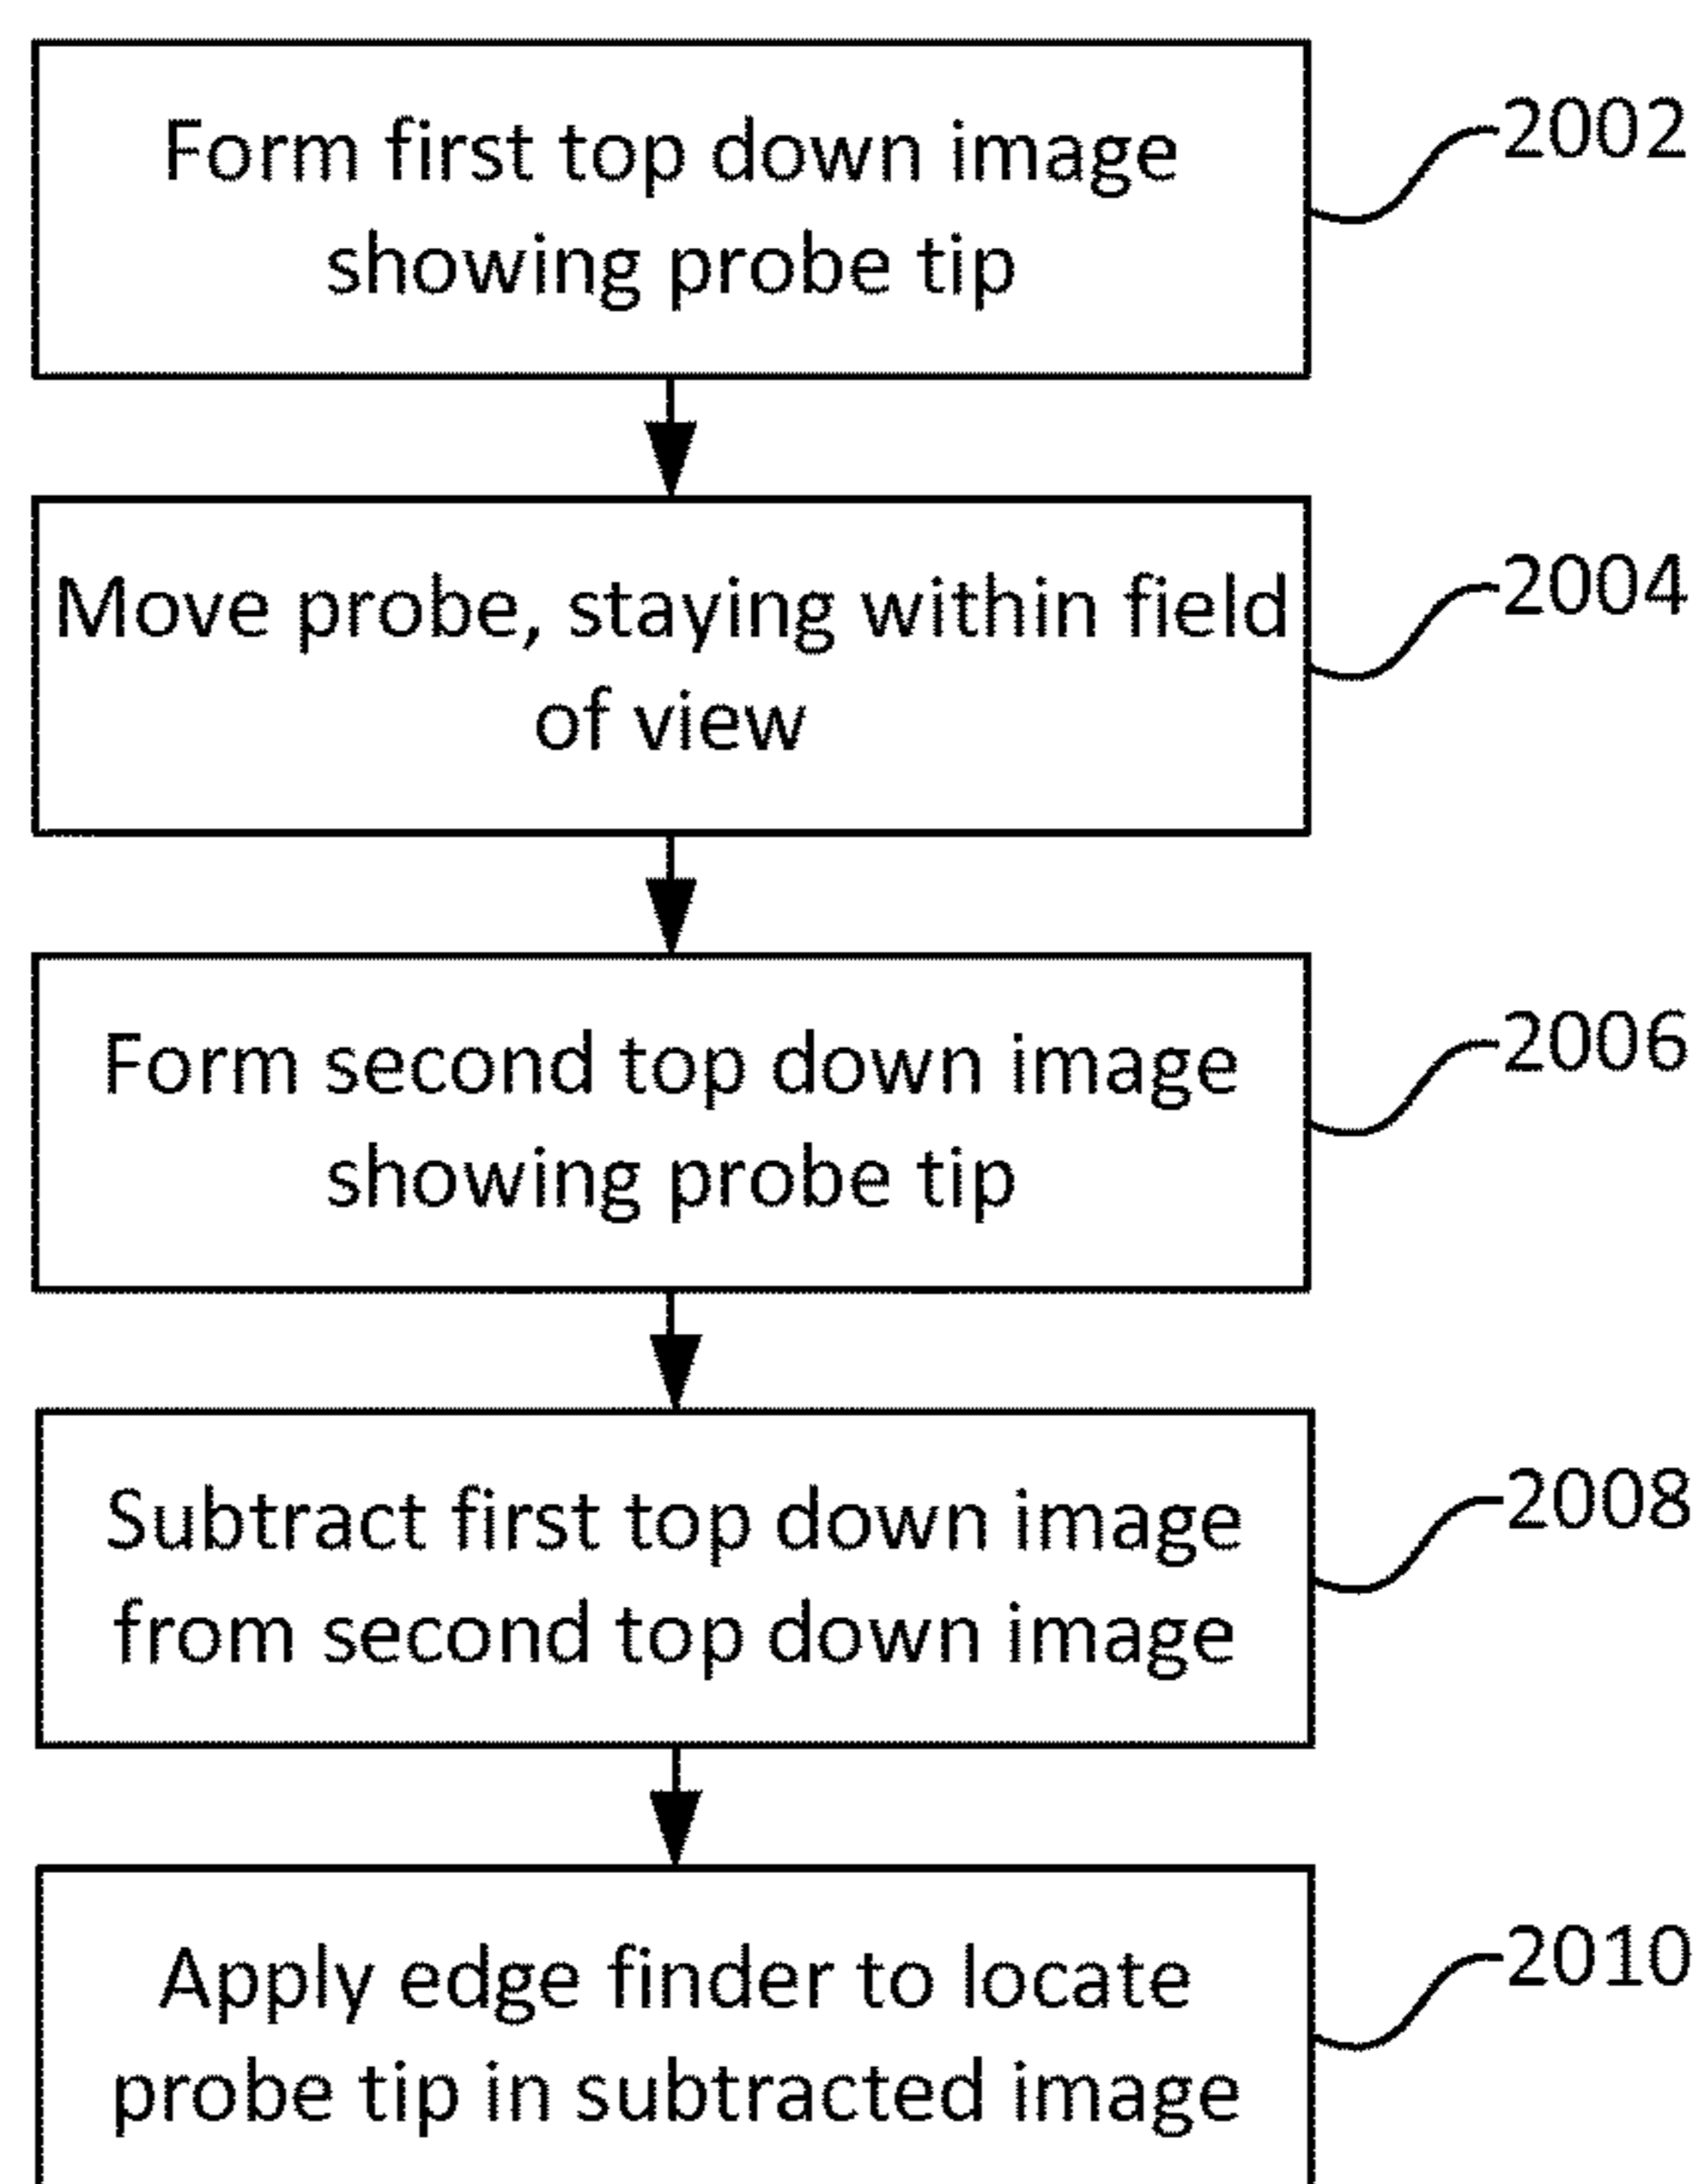 Form first top down image
showing probe tip
2002
Move probe, staying within field
of view
2004
Form second top down image
showing probe tip
2006
Subtract first top down image
from second top down image
2008
Apply edge finder to locate
probe tip in subtracted image
2010